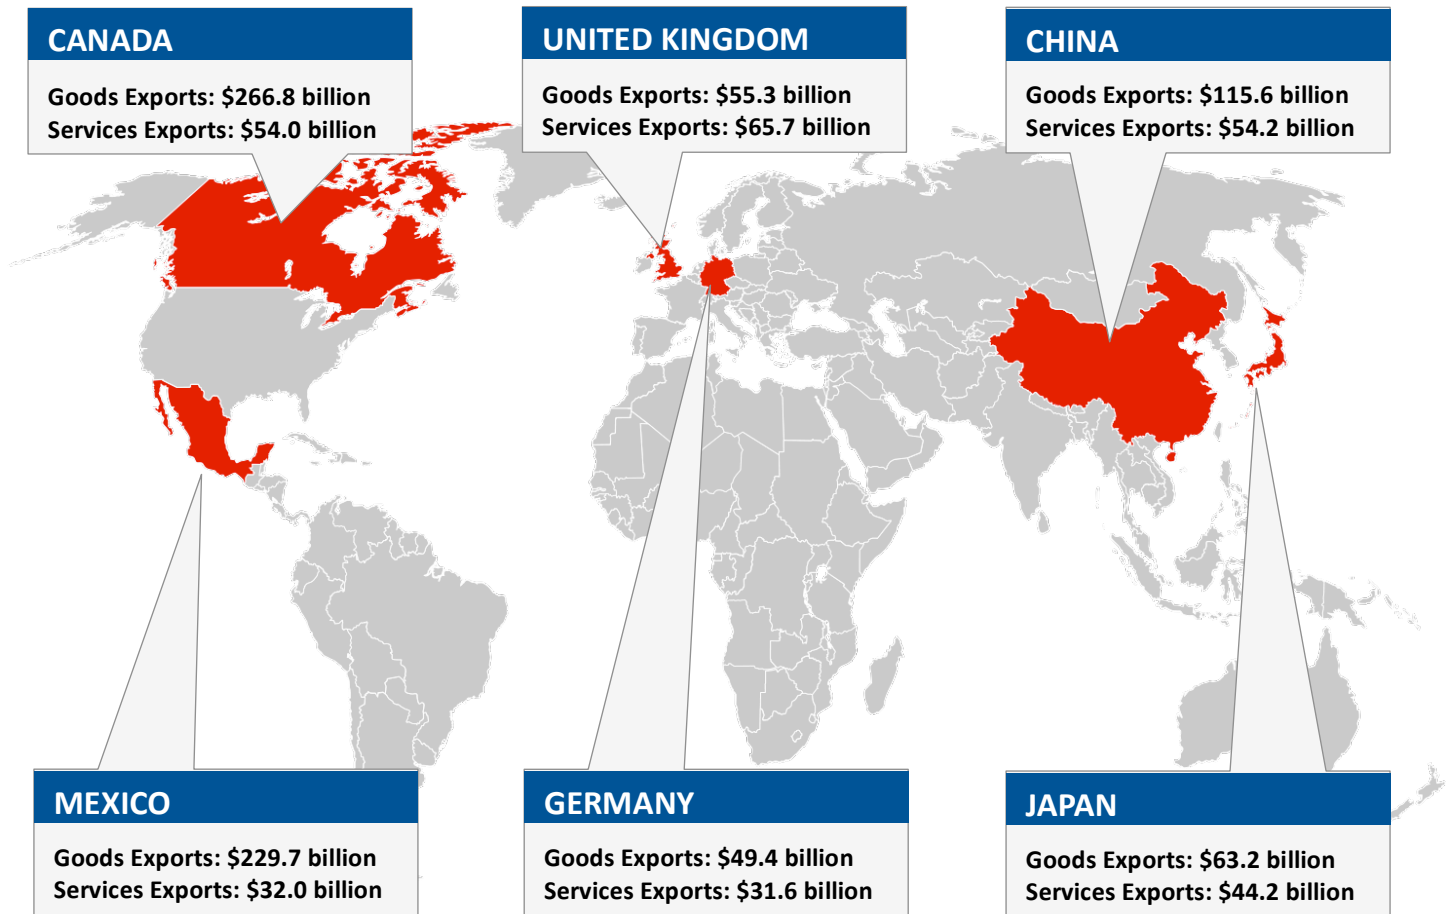 CANADA
Goods Exports: $266.8 billion
Services Exports: $54.0 billion
UNITED KINGDOM
Goods Exports: $55.3 billion
Services Exports: $65.7 billion
CHINA
Goods Exports: $115.6 billion
Services Exports: $54.2 billion
MEXICO
Goods Exports: $229.7 billion
Services Exports: $32.0 billion
GERMANY
Goods Exports: $49.4 billion
Services Exports: $31.6 billion
JAPAN
Goods Exports: $63.2 billion
Services Exports: $44.2 billion